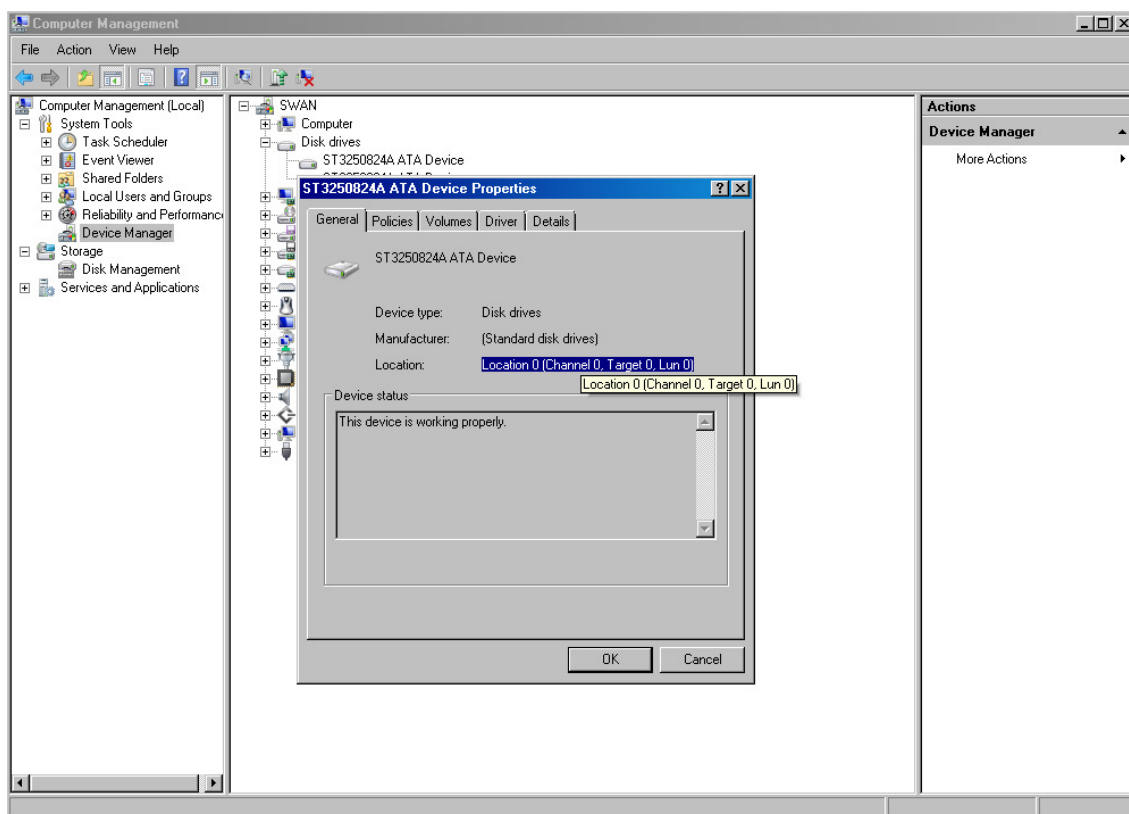 Computer Management
File Action View Help
Computer Management (Local)
System Tools
Task Scheduler
Event Viewer
Shared Folders
Local Users and Groups
Reliability and Performanc
Device Manager
Storage
Disk Management
Services and Applications
SWAN
Computer
Disk drives
ST3250824A ATA Device
ST3250824A ATA Device Properties
General Policies Volumes Driver Details
ST3250824A ATA Device
Device type: Disk drives
Manufacturer: (Standard disk drives)
Location: Location 0 (Channel 0, Target 0, Lun 0)
Location 0 (Channel 0, Target 0, Lun 0)
Device status
This device is working properly.
OK Cancel
Actions
Device Manager
More Actions